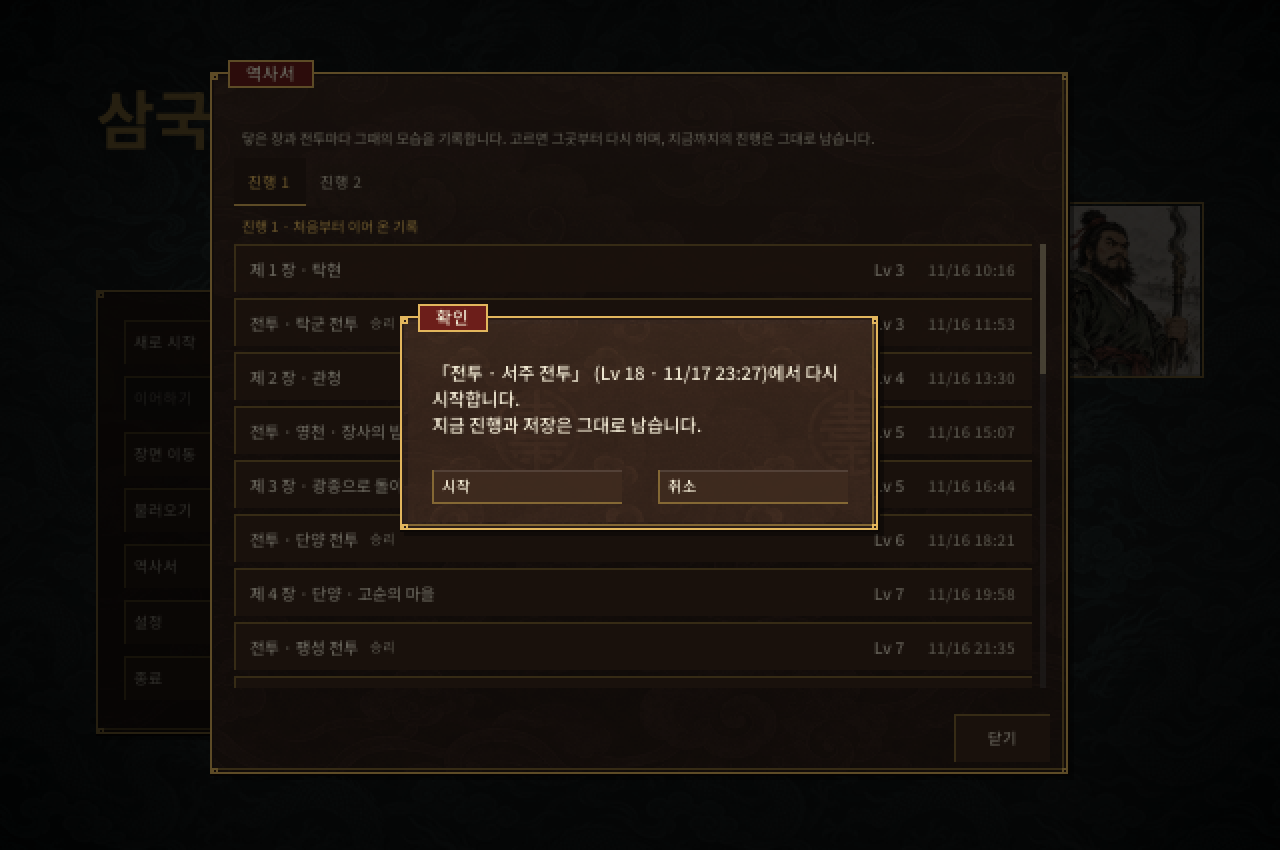 역사서
삼국
닿은 장과 전투마다 그때의 모습을 기록합니다. 고르면 그곳부터 다시 하며, 지금까지의 진행은 그대로 남습니다.
진행 1 진행 2
진행 1 · 처음부터 이어 온 기록
제 1 장 · 탁현 Lv 3 11/16 10:16
전투 · 탁군 전투 승리 Lv 3 11/16 11:53
제 2 장 · 관청 Lv 4 11/16 13:30
전투 · 영천 · 장사의 밤 Lv 5 11/16 15:07
제 3 장 · 광종으로 돌아 Lv 5 11/16 16:44
전투 · 단양 전투 승리 Lv 6 11/16 18:21
제 4 장 · 단양 · 고순의 마을 Lv 7 11/16 19:58
전투 · 팽성 전투 승리 Lv 7 11/16 21:35
확인
「전투 · 서주 전투」 (Lv 18 · 11/17 23:27)에서 다시
시작합니다.
지금 진행과 저장은 그대로 남습니다.
시작 취소
새로 시작
이어하기
장면 이동
불러오기
역사서
설정
종료
닫기